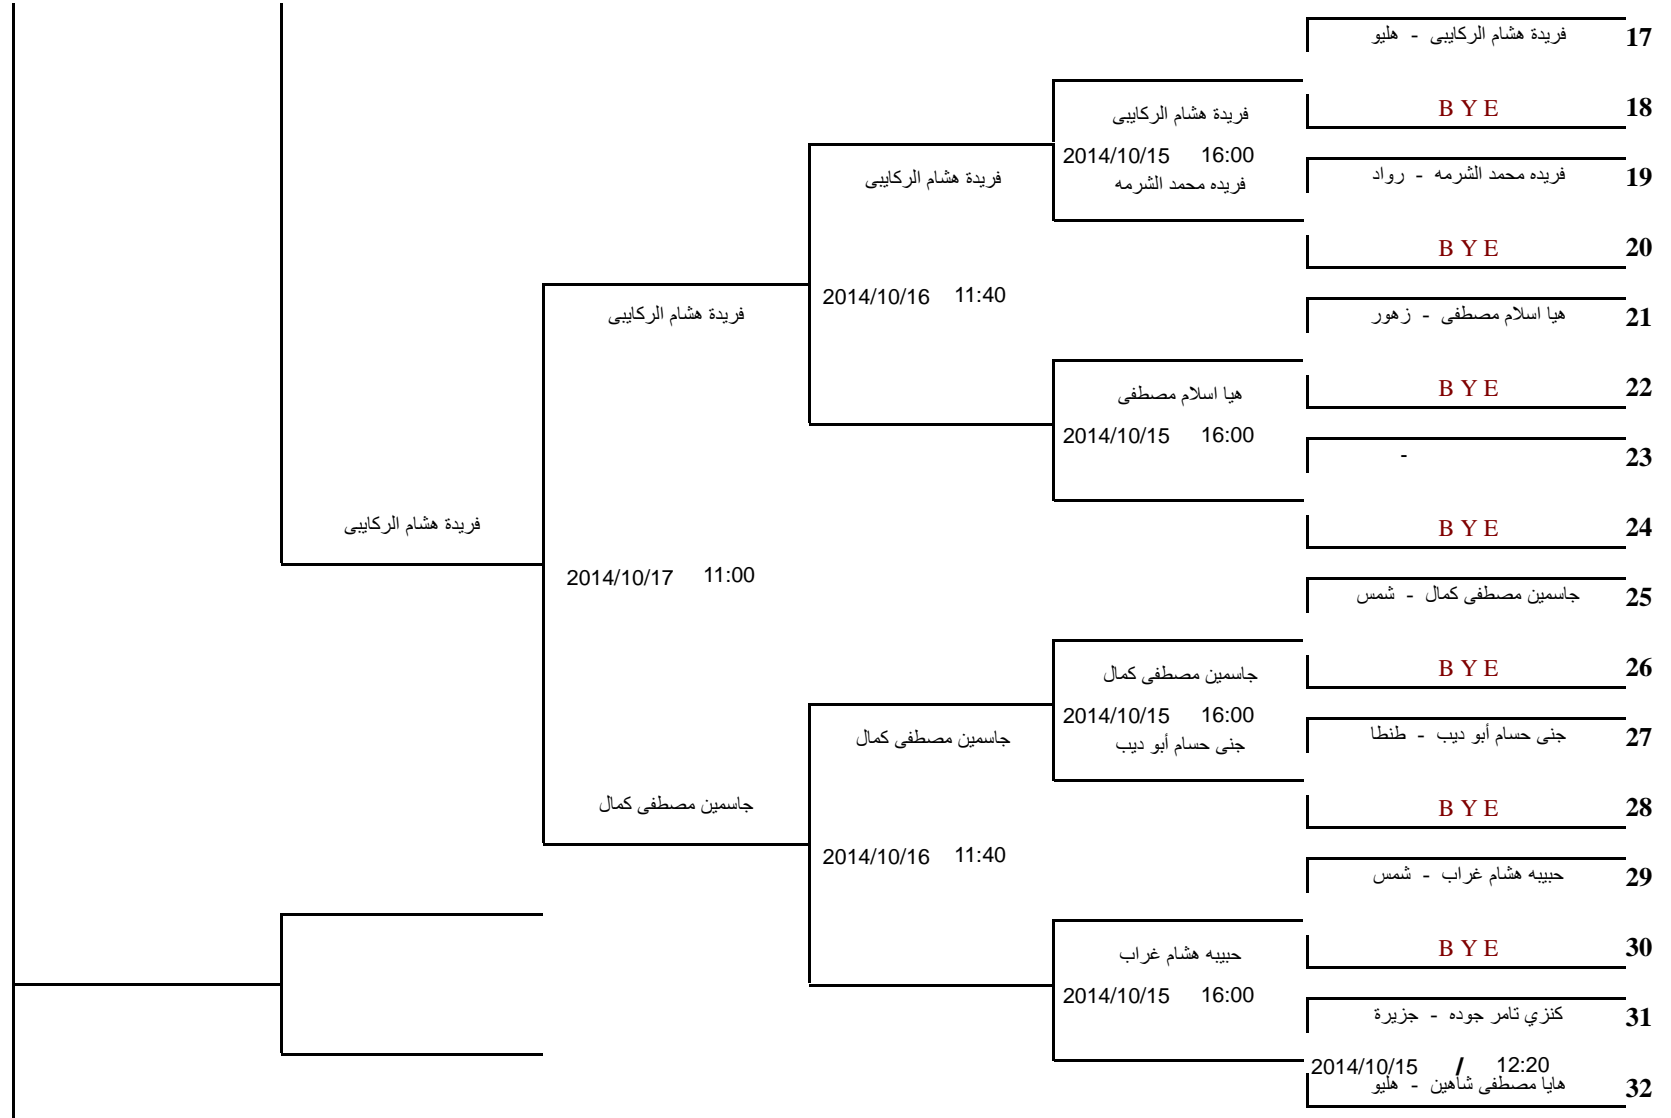 فريدة هشام الركايبى - هليو 17
B Y E 18
فريدة هشام الركايبى
2014/10/15 16:00
فريده محمد الشرمه
فريده محمد الشرمه - رواد 19
فريدة هشام الركايبى
B Y E 20
2014/10/16 11:40
هيا اسلام مصطفى - زهور 21
فريدة هشام الركايبى
B Y E 22
هيا اسلام مصطفى
2014/10/15 16:00
- 23
B Y E 24
فريدة هشام الركايبى
2014/10/17 11:00
جاسمين مصطفى كمال - شمس 25
B Y E 26
جاسمين مصطفى كمال
2014/10/15 16:00
جنى حسام أبو ديب
جنى حسام أبو ديب - طنطا 27
جاسمين مصطفى كمال
B Y E 28
جاسمين مصطفى كمال
2014/10/16 11:40
حبيبه هشام غراب - شمس 29
B Y E 30
حبيبه هشام غراب
2014/10/15 16:00
كنزي تامر جوده - جزيرة 31
2014/10/15 / 12:20
هايا مصطفى شاهين - هليو 32